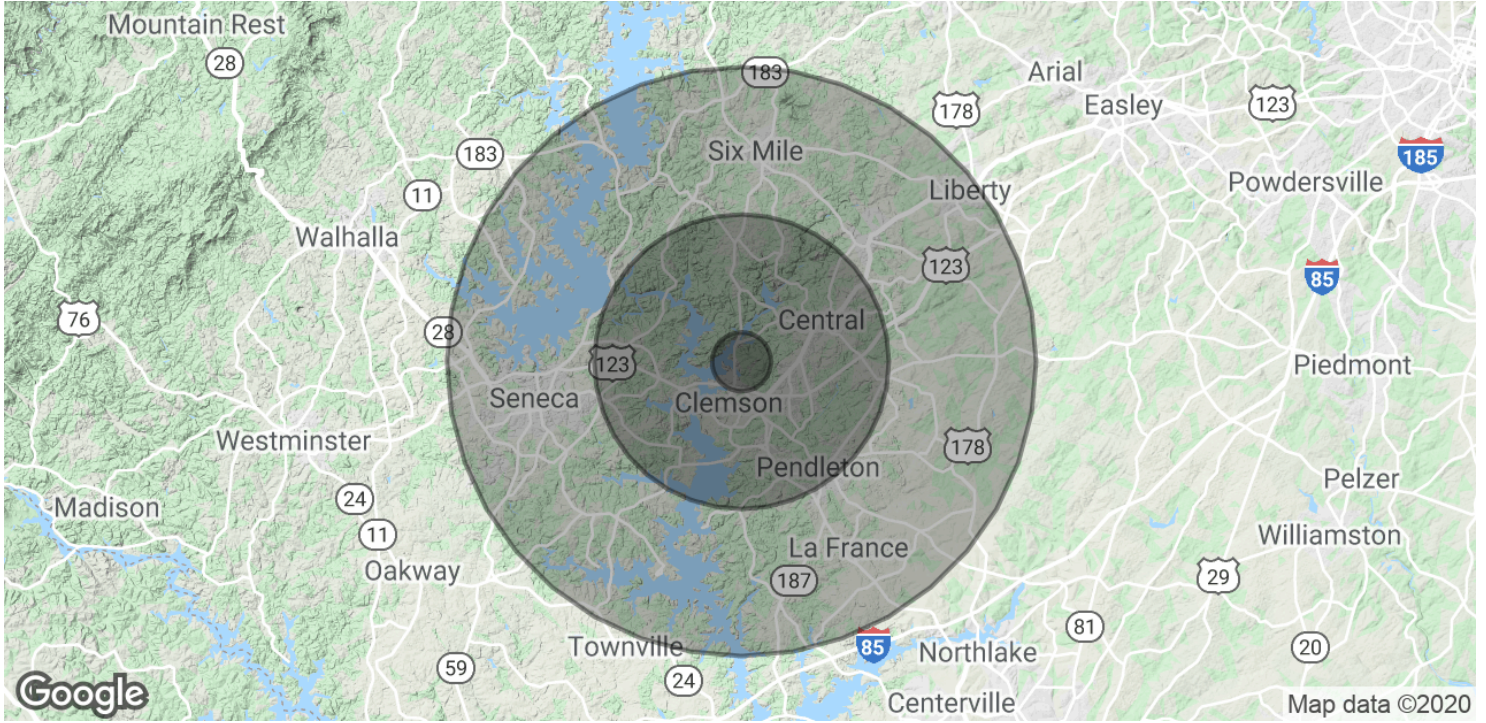 Mountain Rest
28
183
Arial
178
Easley
123
185
183
Six Mile
11
Liberty
Powdersville
Walhalla
123
85
76
28
Central
123
Piedmont
Seneca
Clemson
Westminster
178
Pendleton
Pelzer
24
Madison
11
Williamston
La France
Oakway
187
29
81
Townville
85
Northlake
20
59
24
Google
Centerville
Map data ©2020